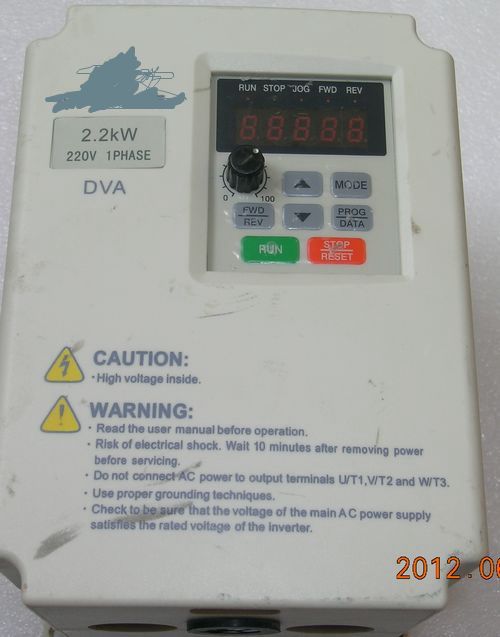 RUN STOP JOG FWD REV
88888
2.2kW
220V 1PHASE
DVA
0 100
MODE
FWD
REV
PROG
DATA
RUN
STOP
RESET
CAUTION:
・High voltage inside.
WARNING:
・Read the user manual before operation.
・Risk of electrical shock. Wait 10 minutes after removing power
before servicing.
・Do not connect AC power to output terminals U/T1,V/T2 and W/T3.
・Use proper grounding techniques.
・Check to be sure that the voltage of the main AC power supply
satisfies the rated voltage of the inverter.
2012.06